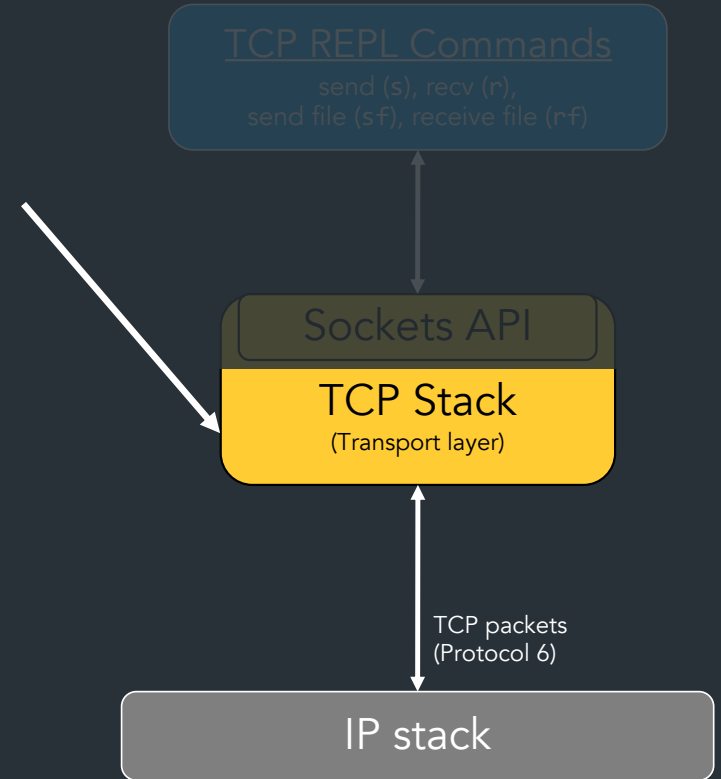 TCP REPL Commands
send (s), recv (r),
send file (sf), receive file (rf)
Sockets API
TCP Stack
(Transport layer)
TCP packets
(Protocol 6)
IP stack